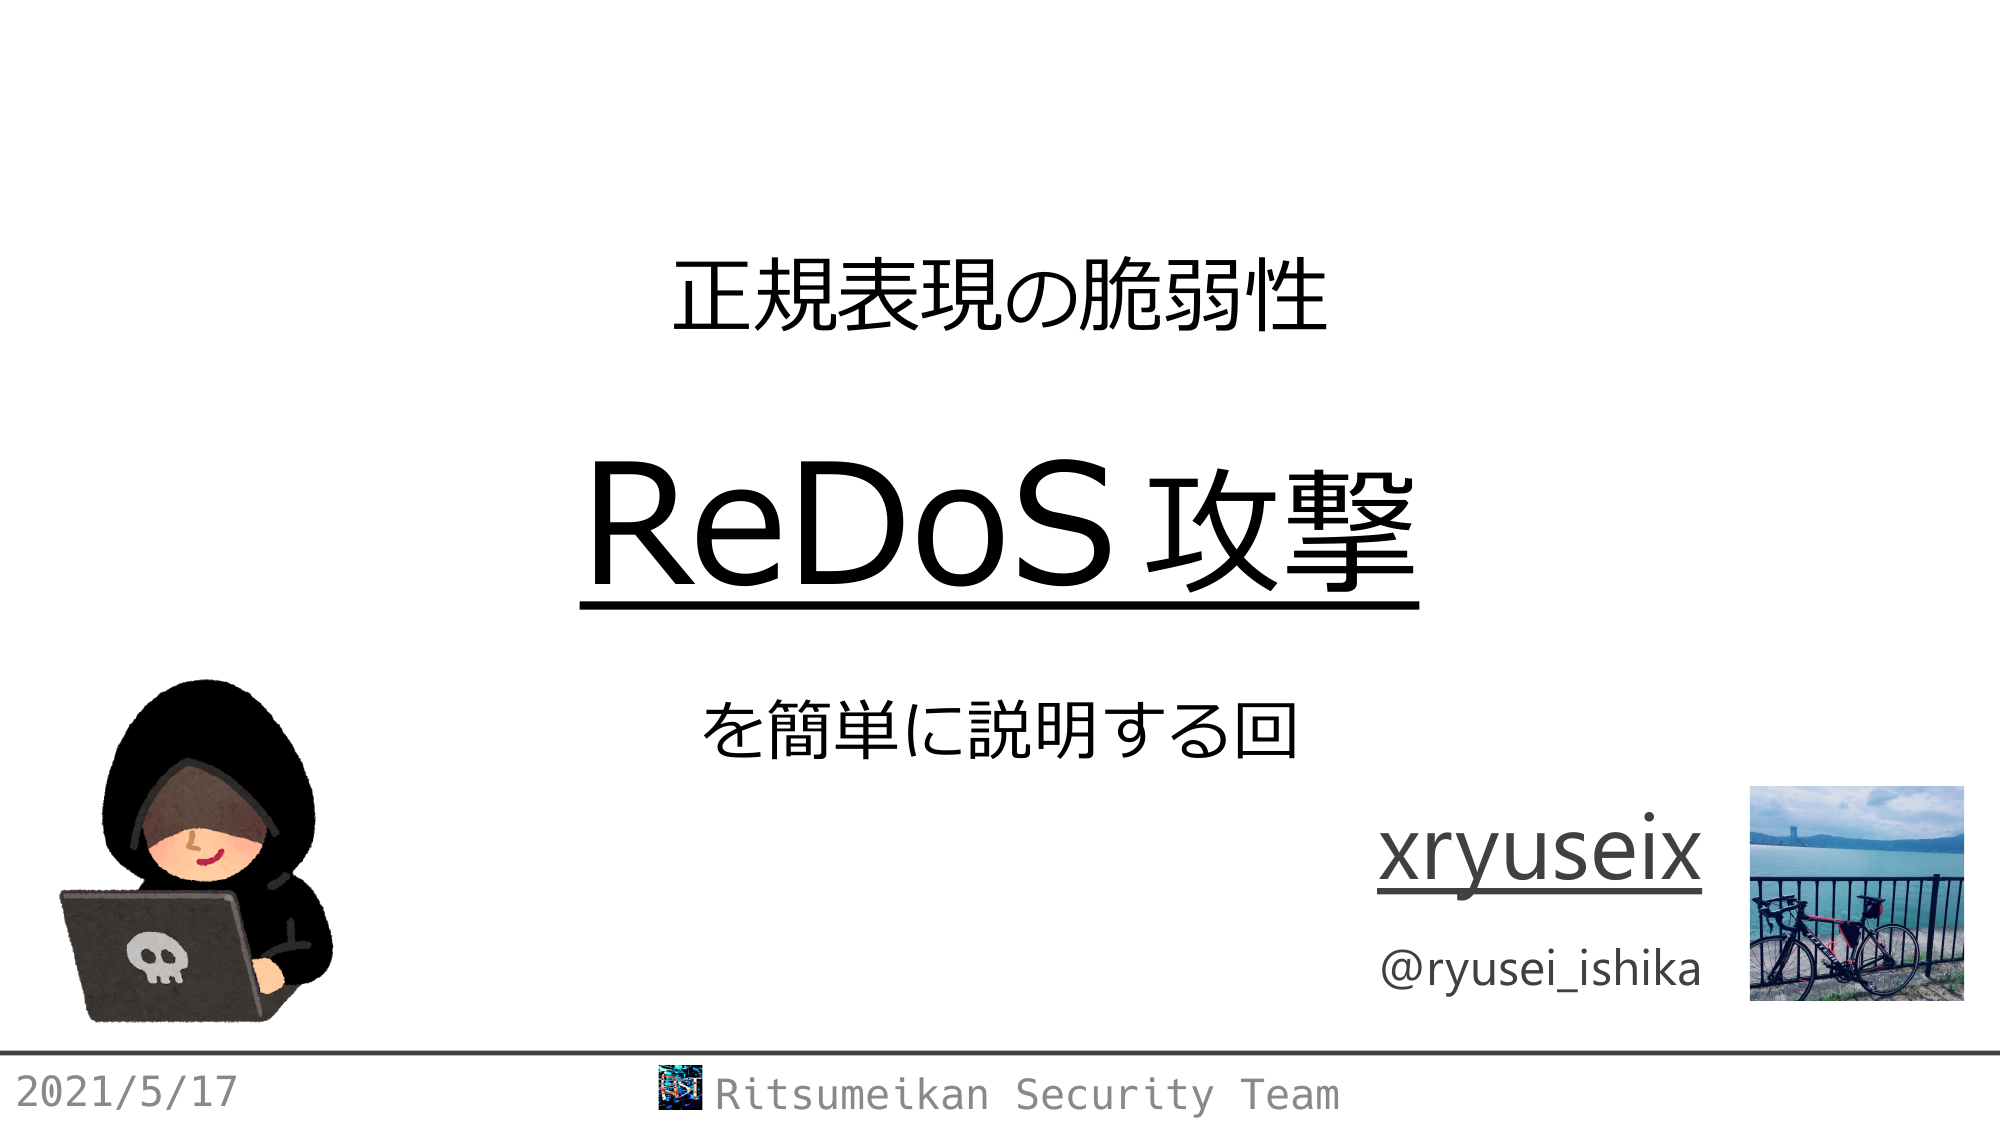 正規表現の脆弱性
ReDoS 攻撃
を簡単に説明する回
xryuseix
@ryusei_ishika
2021/5/17
Ritsumeikan Security Team